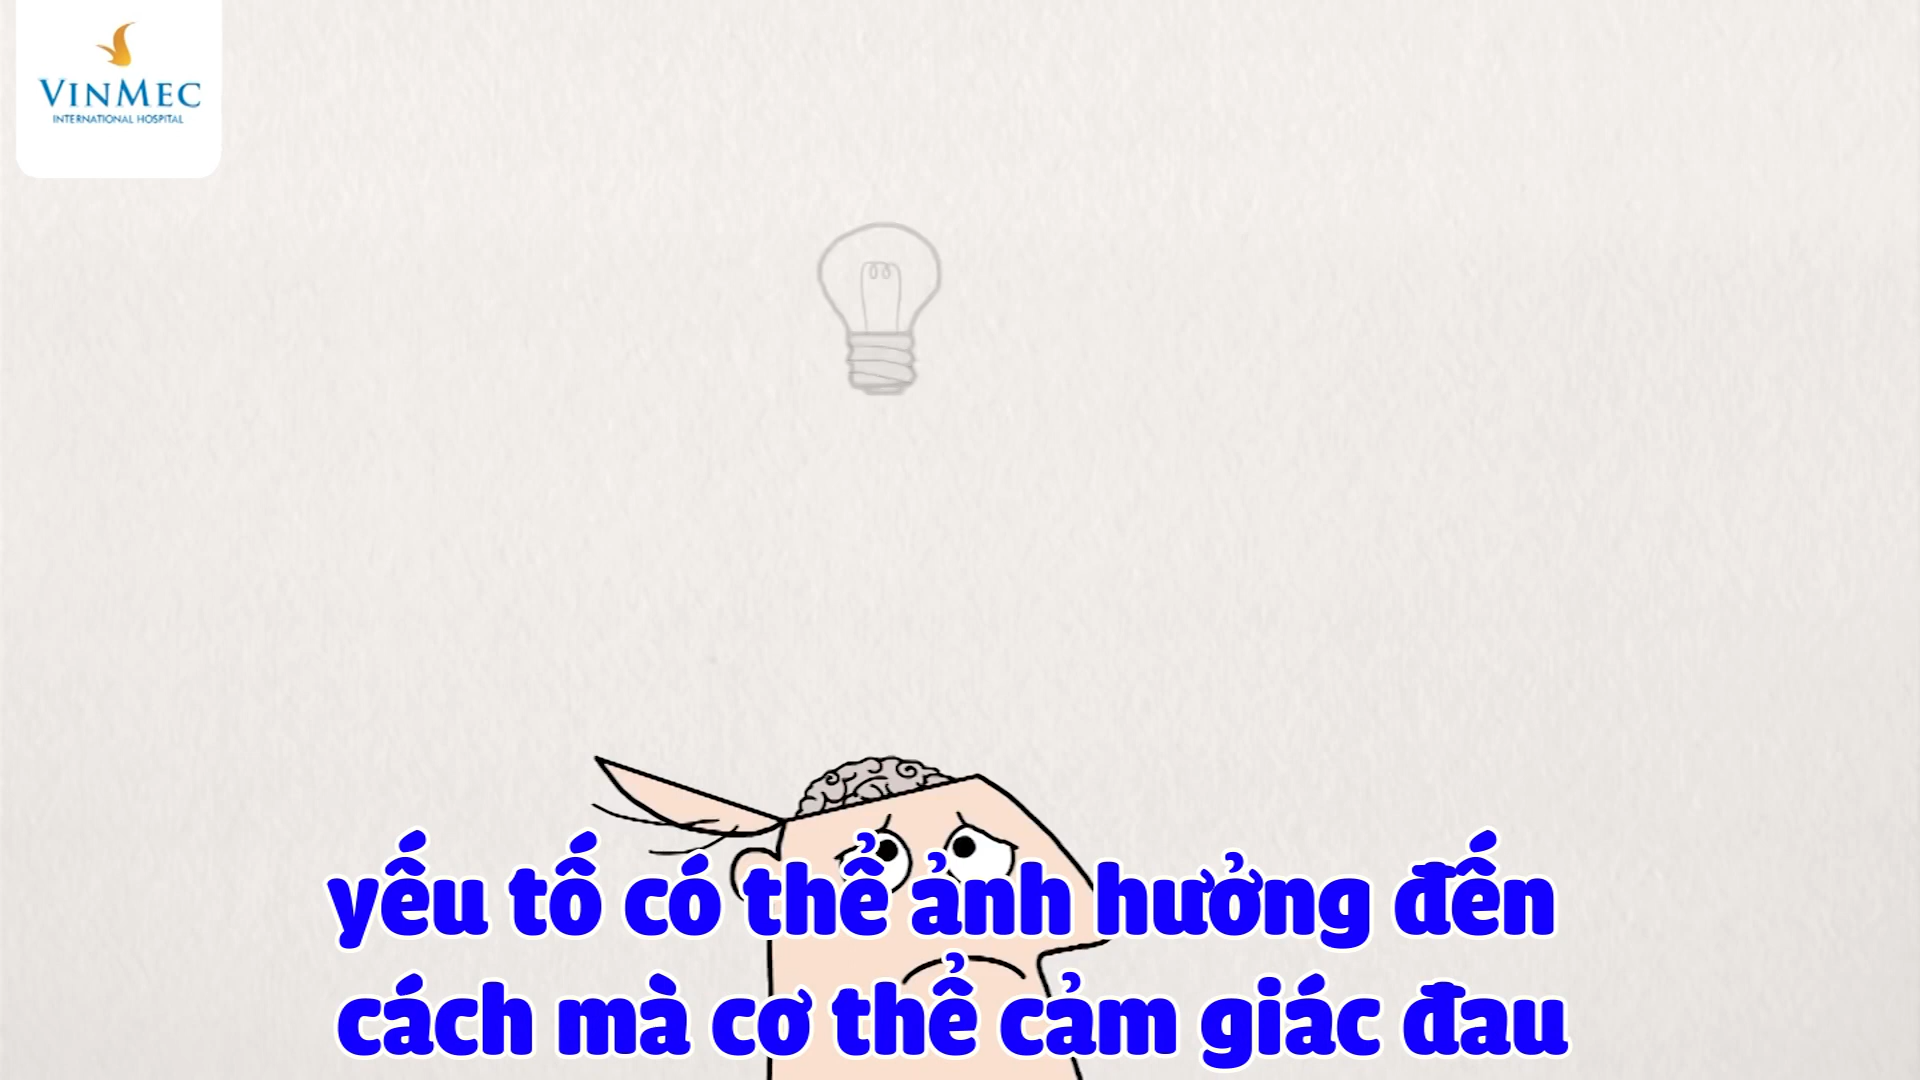 VINMEC
INTERNATIONAL HOSPITAL
yếu tố có thể ảnh hưởng đến
cách mà cơ thể cảm giác đau